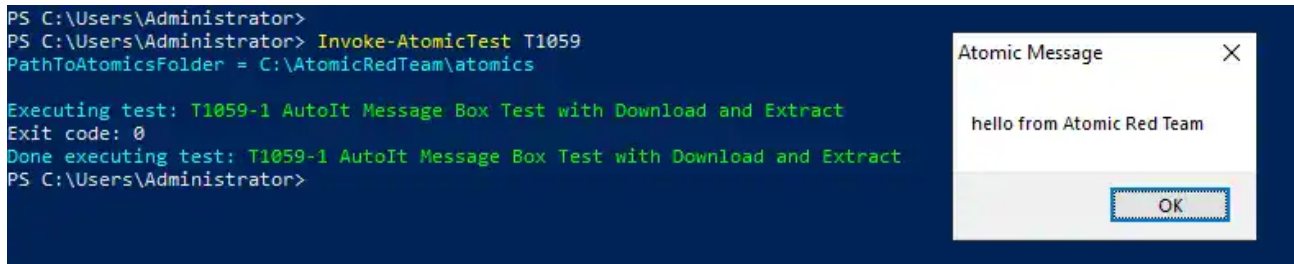 PS C:\Users\Administrator>
PS C:\Users\Administrator> Invoke-AtomicTest T1059
PathToAtomicsFolder = C:\AtomicRedTeam\atomics
Executing test: T1059-1 AutoIt Message Box Test with Download and Extract
Exit code: 0
Done executing test: T1059-1 AutoIt Message Box Test with Download and Extract
PS C:\Users\Administrator>
Atomic Message
hello from Atomic Red Team
OK